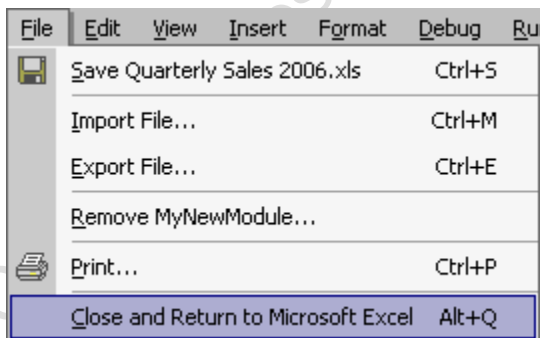 File Edit View Insert Format Debug Ru
Save Quarterly Sales 2006.xls Ctrl+S
Import File... Ctrl+M
Export File... Ctrl+E
Remove MyNewModule...
Print... Ctrl+P
Close and Return to Microsoft Excel Alt+Q